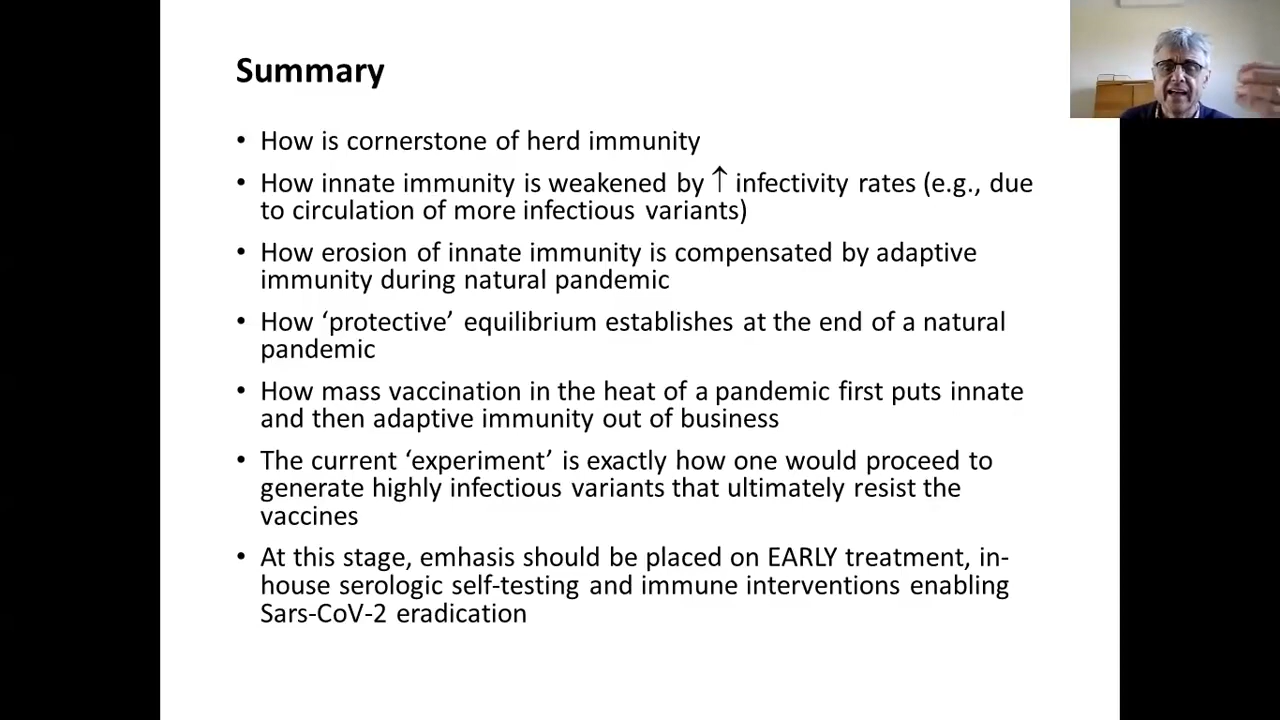 Summary
• How is cornerstone of herd immunity
• How innate immunity is weakened by ↑ infectivity rates (e.g., due
to circulation of more infectious variants)
• How erosion of innate immunity is compensated by adaptive
immunity during natural pandemic
• How ‘protective’ equilibrium establishes at the end of a natural
pandemic
• How mass vaccination in the heat of a pandemic first puts innate
and then adaptive immunity out of business
• The current ‘experiment’ is exactly how one would proceed to
generate highly infectious variants that ultimately resist the
vaccines
• At this stage, emhasis should be placed on EARLY treatment, in-
house serologic self-testing and immune interventions enabling
Sars-CoV-2 eradication